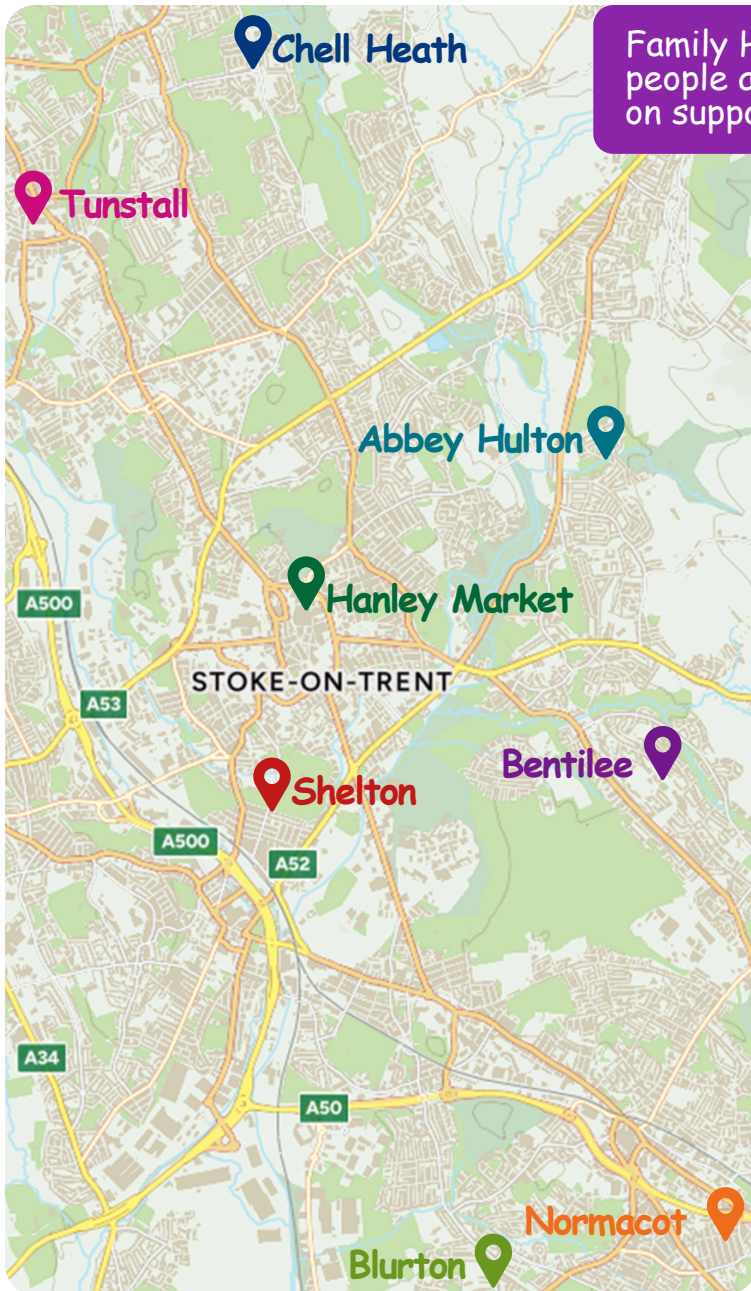 Chell Heath
Family H
people a
on suppo
Tunstall
Abbey Hulton
Hanley Market
A500
STOKE-ON-TRENT
A53
Bentilee
Shelton
A500
A52
A34
A50
Normacot
Blurton